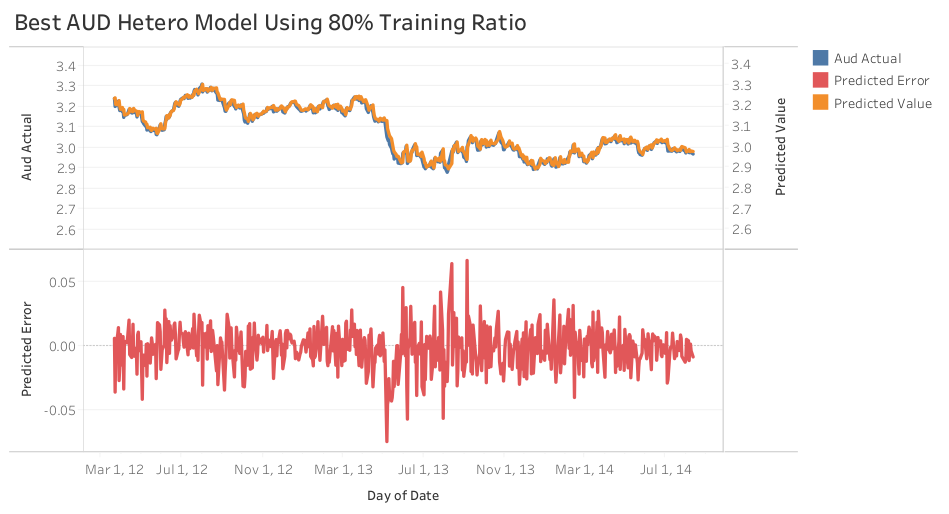 Best AUD Hetero Model Using 80% Training Ratio
Aud Actual
3.4
3.3
3.2
3.1
3.0
2.9
2.8
2.7
2.6
3.4
3.3
3.2
3.1
3.0
2.9
2.8
2.7
2.6
Predicted Value
Aud Actual
Predicted Error
Predicted Value
Predicted Error
0.05
0.00
-0.05
Mar 1, 12 Jul 1, 12 Nov 1, 12 Mar 1, 13 Jul 1, 13 Nov 1, 13 Mar 1, 14 Jul 1, 14
Day of Date